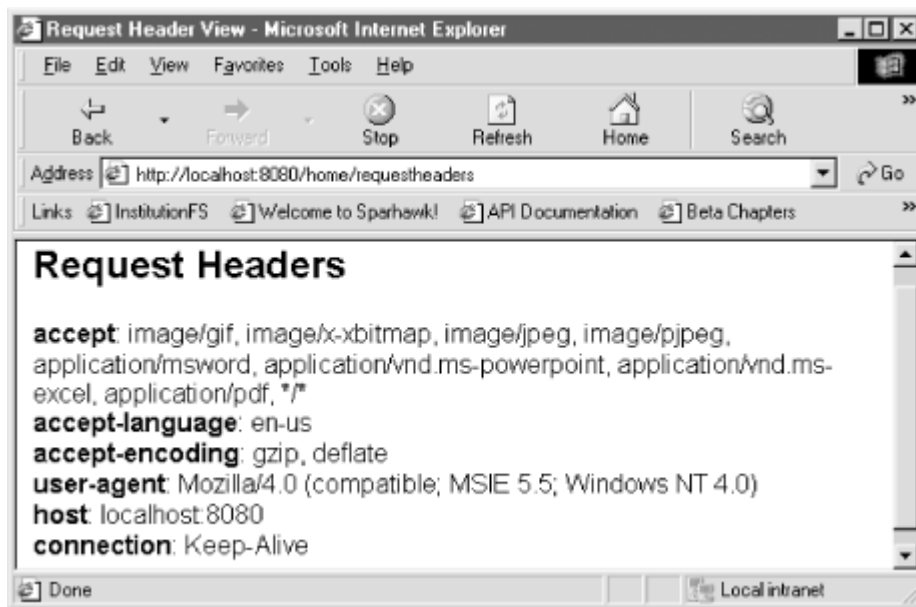 Request Header View - Microsoft Internet Explorer
File Edit View Favorites Tools Help
Back Forward Stop Refresh Home Search »
Address http://localhost:8080/home/requestheaders Go
Links InstitutionFS Welcome to Sparhawk! API Documentation Beta Chapters »
Request Headers
accept: image/gif, image/x-xbitmap, image/jpeg, image/pjpeg,
application/msword, application/vnd.ms-powerpoint, application/vnd.ms-
excel, application/pdf, */*
accept-language: en-us
accept-encoding: gzip, deflate
user-agent: Mozilla/4.0 (compatible; MSIE 5.5; Windows NT 4.0)
host: localhost:8080
connection: Keep-Alive
Done Local intranet